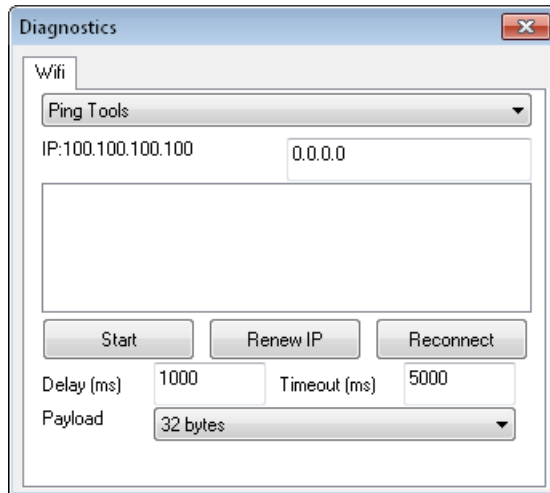 Diagnostics
Wifi
Ping Tools
IP:100.100.100.100 0.0.0.0
Start Renew IP Reconnect
Delay (ms) 1000 Timeout (ms) 5000
Payload 32 bytes